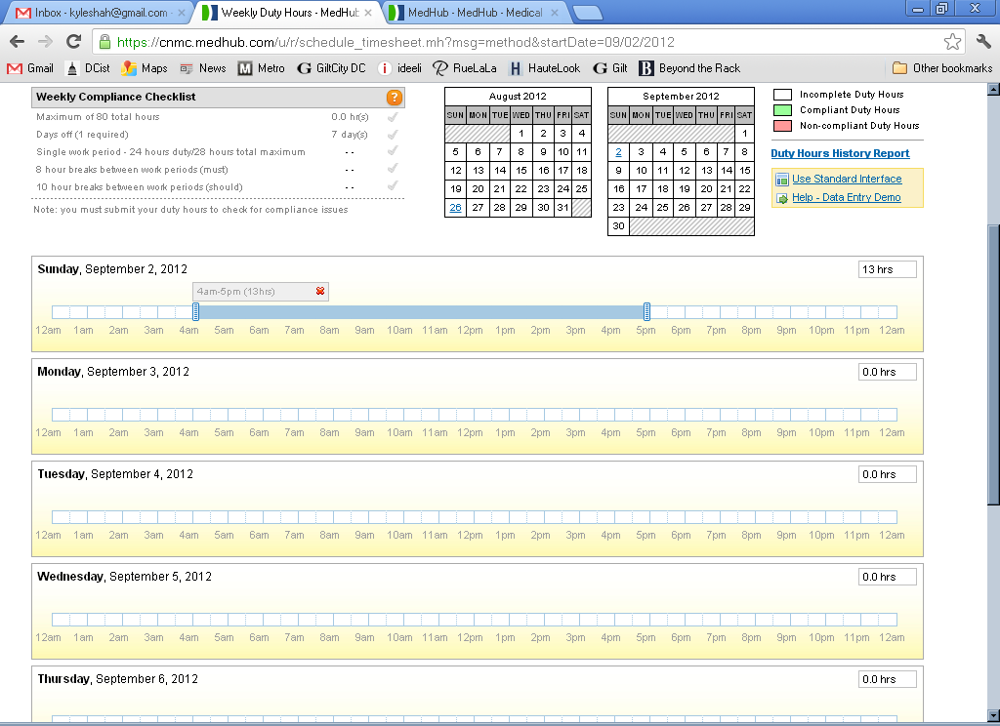 Inbox - kyleshah@gmail.com
Weekly Duty Hours - MedHub
MedHub - MedHub - Medical
https://cnmc.medhub.com/u/r/schedule_timesheet.mh?msg=method&startDate=09/02/2012
Gmail DCist Maps News Metro GiltCity DC ideeli RueLaLa HauteLook Gilt Beyond the Rack Other bookmarks
Weekly Compliance Checklist ?
Maximum of 80 total hours 0.0 hr(s)
Days off (1 required) 7 day(s)
Single work period - 24 hours duty/28 hours total maximum - -
8 hour breaks between work periods (must) - -
10 hour breaks between work periods (should) - -
Note: you must submit your duty hours to check for compliance issues
August 2012
SUN MON TUE WED THU FRI SAT
1 2 3 4
5 6 7 8 9 10 11
12 13 14 15 16 17 18
19 20 21 22 23 24 25
26 27 28 29 30 31
September 2012
SUN MON TUE WED THU FRI SAT
1
2 3 4 5 6 7 8
9 10 11 12 13 14 15
16 17 18 19 20 21 22
23 24 25 26 27 28 29
30
Incomplete Duty Hours
Compliant Duty Hours
Non-compliant Duty Hours
Duty Hours History Report
Use Standard Interface
Help - Data Entry Demo
Sunday, September 2, 2012 13 hrs
4am-5pm (13hrs)
12am 1am 2am 3am 4am 5am 6am 7am 8am 9am 10am 11am 12pm 1pm 2pm 3pm 4pm 5pm 6pm 7pm 8pm 9pm 10pm 11pm 12am
Monday, September 3, 2012 0.0 hrs
12am 1am 2am 3am 4am 5am 6am 7am 8am 9am 10am 11am 12pm 1pm 2pm 3pm 4pm 5pm 6pm 7pm 8pm 9pm 10pm 11pm 12am
Tuesday, September 4, 2012 0.0 hrs
12am 1am 2am 3am 4am 5am 6am 7am 8am 9am 10am 11am 12pm 1pm 2pm 3pm 4pm 5pm 6pm 7pm 8pm 9pm 10pm 11pm 12am
Wednesday, September 5, 2012 0.0 hrs
12am 1am 2am 3am 4am 5am 6am 7am 8am 9am 10am 11am 12pm 1pm 2pm 3pm 4pm 5pm 6pm 7pm 8pm 9pm 10pm 11pm 12am
Thursday, September 6, 2012 0.0 hrs